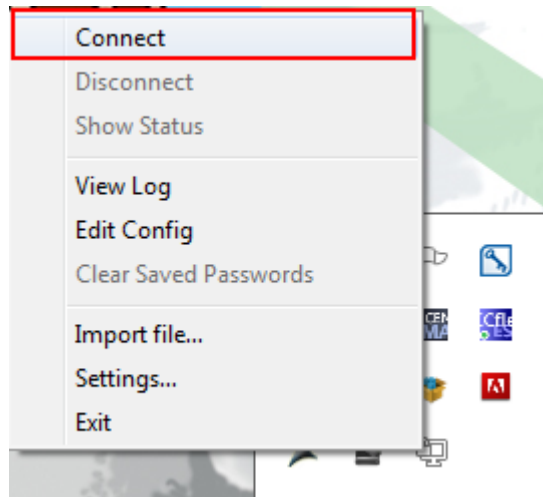 Connect
Disconnect
Show Status
View Log
Edit Config
Clear Saved Passwords
Import file...
Settings...
Exit